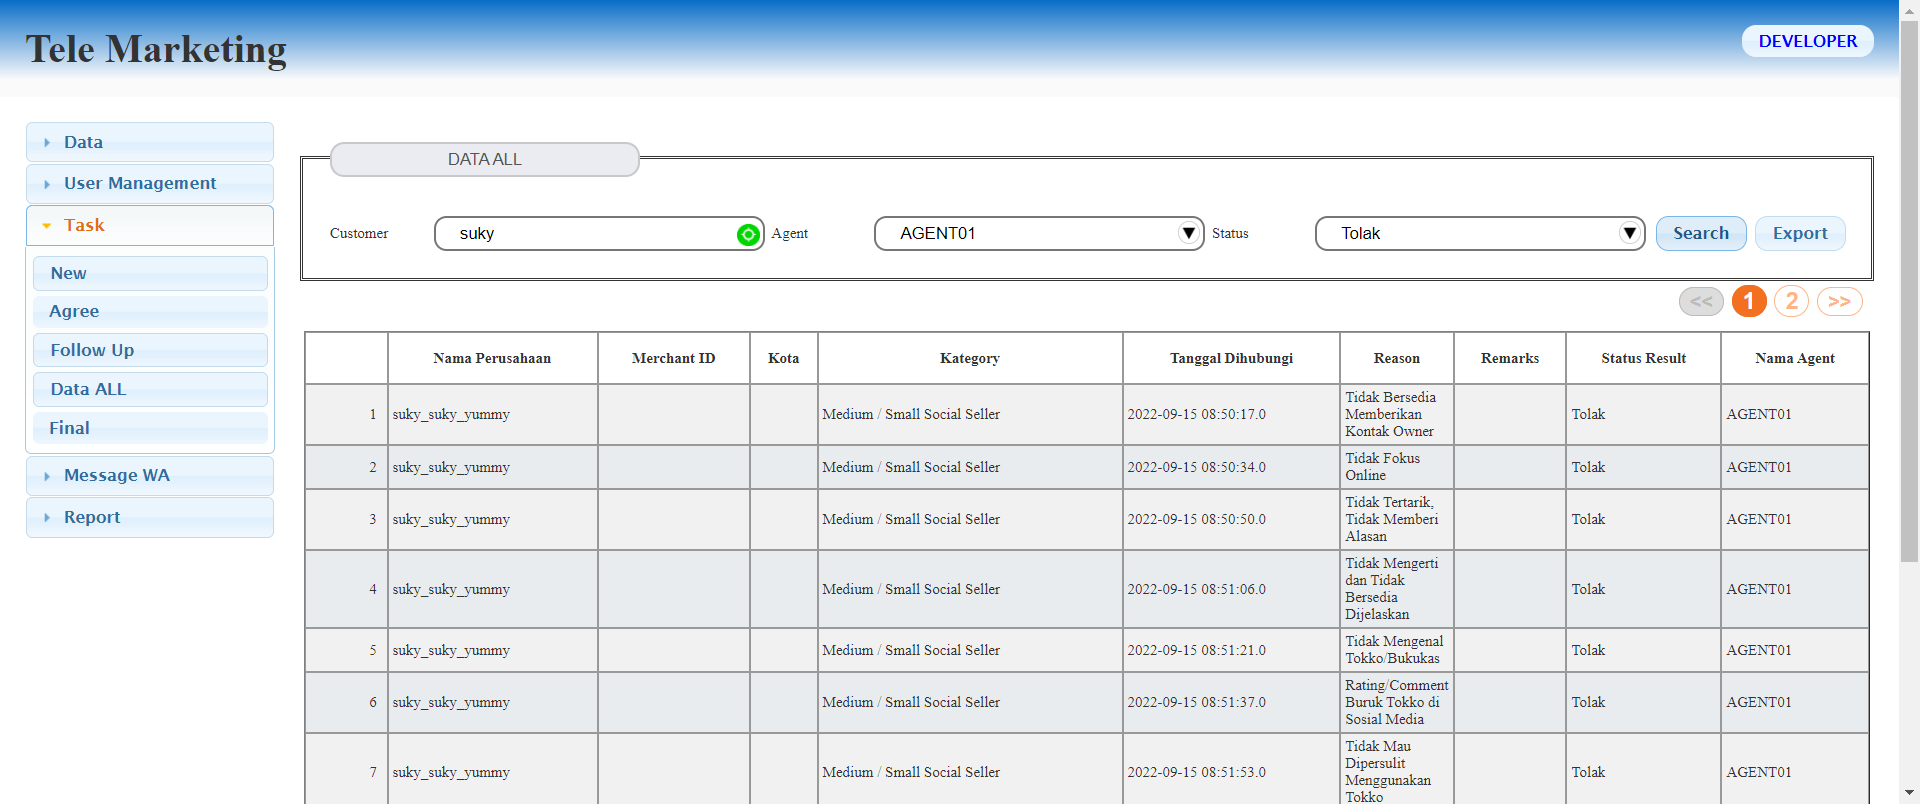 Tele Marketing
DEVELOPER
Data
User Management
Task
New
Agree
Follow Up
Data ALL
Final
Message WA
Report
DATA ALL
Customer suky Agent AGENT01 Status Tolak Search Export
<< 1 2 >>
Nama Perusahaan Merchant ID Kota Kategory Tanggal Dihubungi Reason Remarks Status Result Nama Agent
1 suky_suky_yummy Medium / Small Social Seller 2022-09-15 08:50:17.0 Tidak Bersedia
Memberikan
Kontak Owner Tolak AGENT01
2 suky_suky_yummy Medium / Small Social Seller 2022-09-15 08:50:34.0 Tidak Fokus
Online Tolak AGENT01
3 suky_suky_yummy Medium / Small Social Seller 2022-09-15 08:50:50.0 Tidak Tertarik,
Tidak Memberi
Alasan Tolak AGENT01
4 suky_suky_yummy Medium / Small Social Seller 2022-09-15 08:51:06.0 Tidak Mengerti
dan Tidak
Bersedia
Dijelaskan Tolak AGENT01
5 suky_suky_yummy Medium / Small Social Seller 2022-09-15 08:51:21.0 Tidak Mengenal
Tokko/Bukukas Tolak AGENT01
6 suky_suky_yummy Medium / Small Social Seller 2022-09-15 08:51:37.0 Rating/Comment
Buruk Tokko di
Sosial Media Tolak AGENT01
7 suky_suky_yummy Medium / Small Social Seller 2022-09-15 08:51:53.0 Tidak Mau
Dipersulit
Menggunakan
Tokko Tolak AGENT01